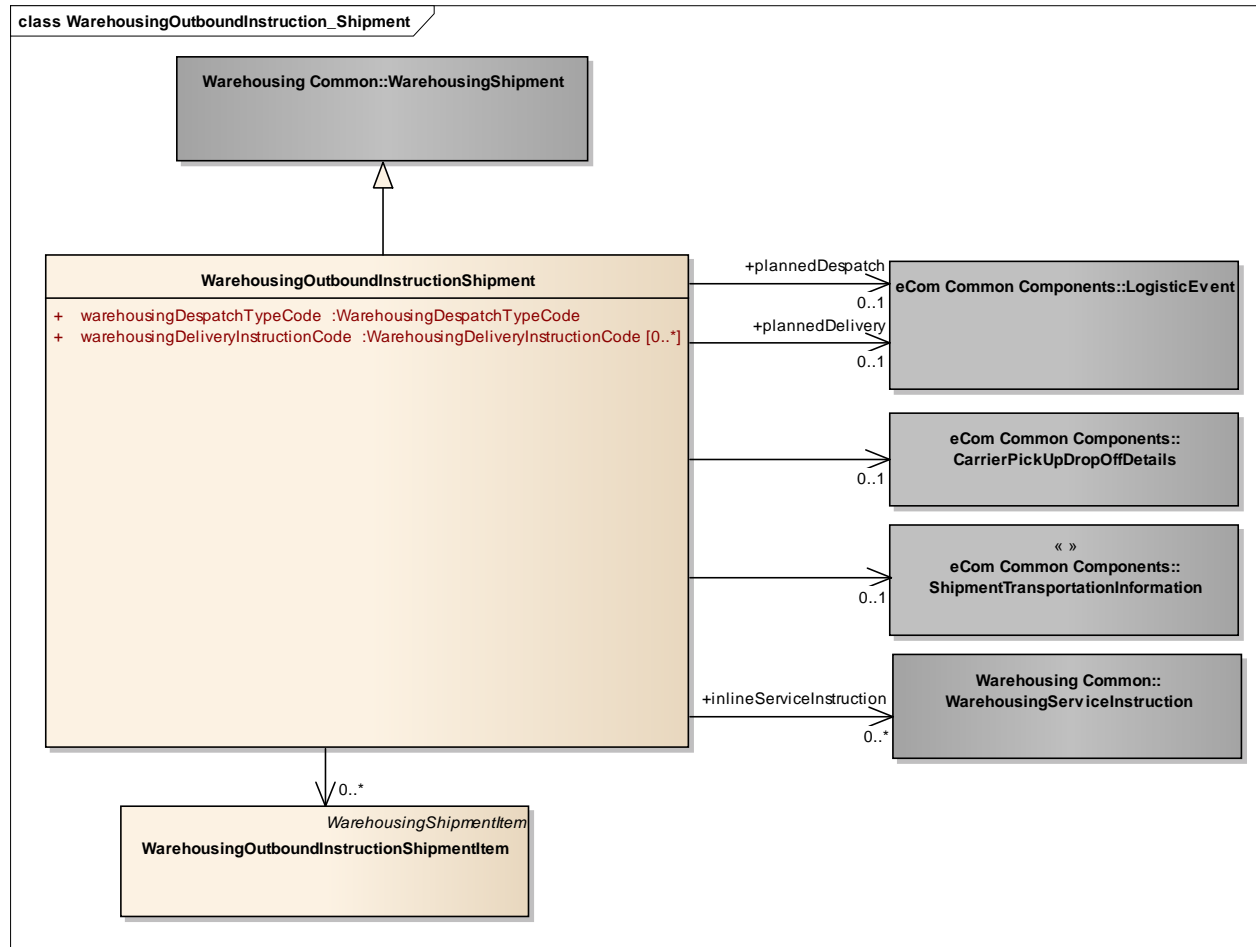 class WarehousingOutboundInstruction_Shipment
Warehousing Common::WarehousingShipment
WarehousingOutboundInstructionShipment
+ warehousingDespatchTypeCode :WarehousingDespatchTypeCode
+ warehousingDeliveryInstructionCode :WarehousingDeliveryInstructionCode [0..*]
+plannedDespatch
0..1
+plannedDelivery
0..1
eCom Common Components::LogisticEvent
0..1
eCom Common Components::
CarrierPickUpDropOffDetails
0..1
« »
eCom Common Components::
ShipmentTransportationInformation
+inlineServiceInstruction
0..*
Warehousing Common::
WarehousingServiceInstruction
0..*
WarehousingShipmentItem
WarehousingOutboundInstructionShipmentItem